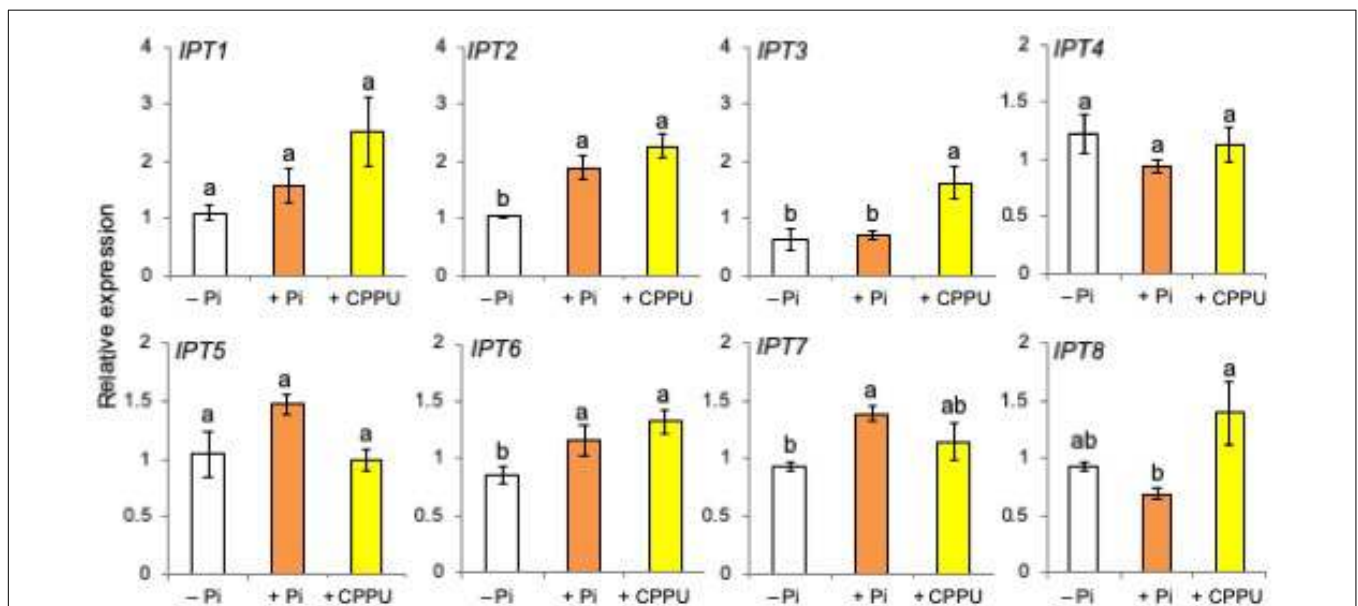 IPT1
4
3
2
1
0
a
a
a
– Pi
+ Pi
+ CPPU
IPT2
4
3
2
1
0
b
a
a
– Pi
+ Pi
+ CPPU
IPT3
4
3
2
1
0
b
b
a
– Pi
+ Pi
+ CPPU
IPT4
2
1.5
1
0.5
0
a
a
a
– Pi
+ Pi
+ CPPU
Relative expression
IPT5
2
1.5
1
0.5
0
a
a
a
– Pi
+ Pi
+ CPPU
IPT6
2
1.5
1
0.5
0
b
a
a
– Pi
+ Pi
+ CPPU
IPT7
2
1.5
1
0.5
0
b
a
ab
– Pi
+ Pi
+ CPPU
IPT8
2
1.5
1
0.5
0
ab
b
a
– Pi
+ Pi
+ CPPU